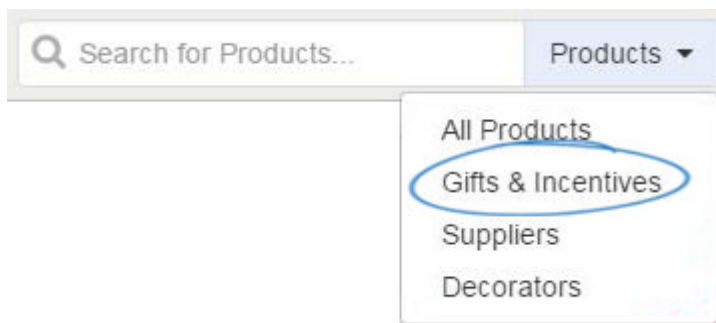 Search for Products... Products
All Products
Gifts & Incentives
Suppliers
Decorators